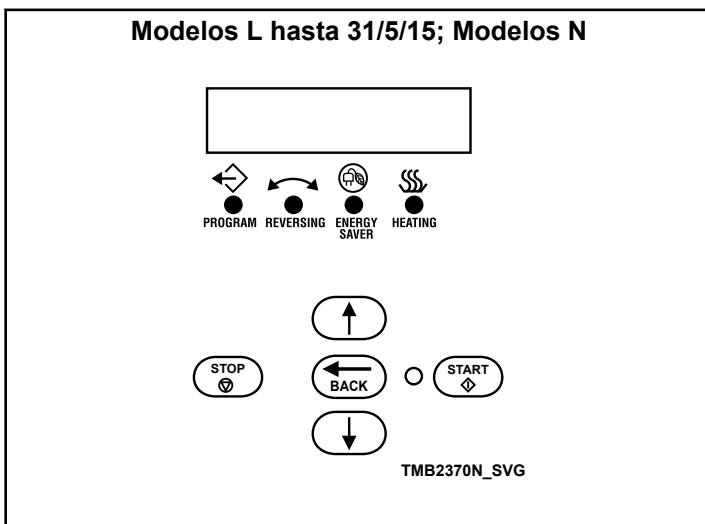 Modelos L hasta 31/5/15; Modelos N
PROGRAM REVERSING ENERGY SAVER HEATING
STOP
BACK
START
TMB2370N_SVG